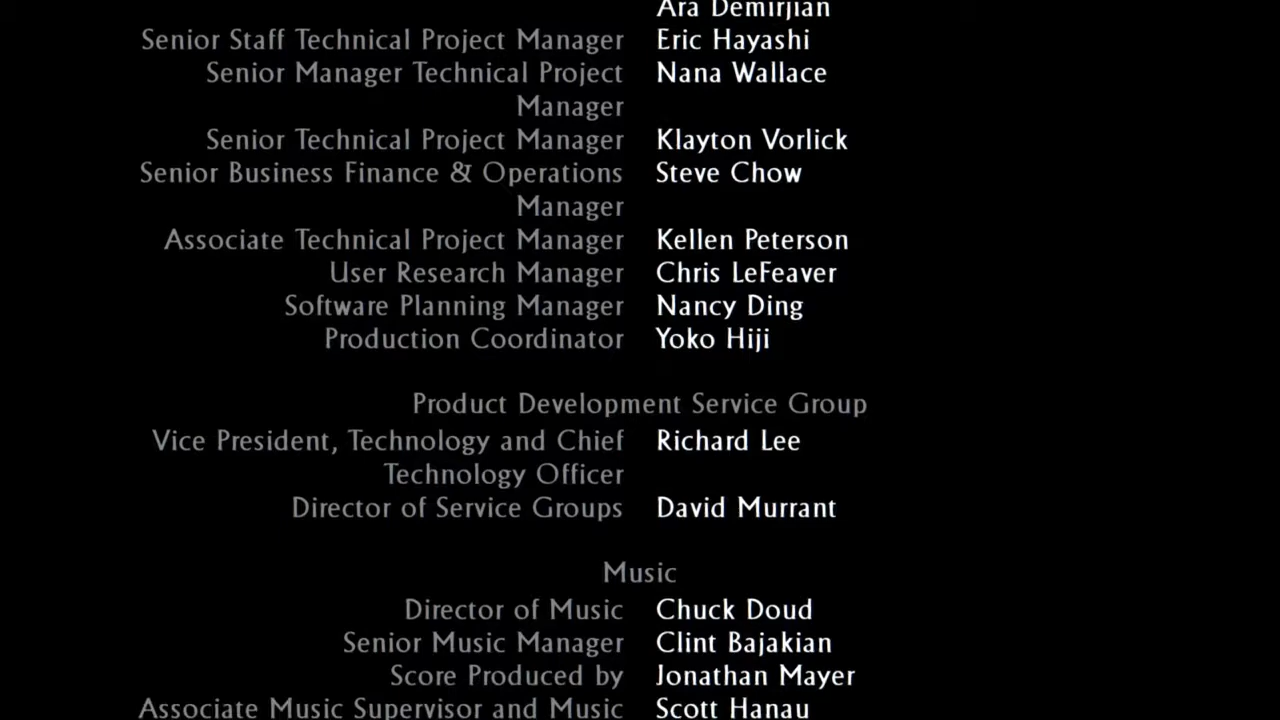 Ara Demirjian
Senior Staff Technical Project Manager Eric Hayashi
Senior Manager Technical Project Nana Wallace
Manager
Senior Technical Project Manager Klayton Vorlick
Senior Business Finance & Operations Steve Chow
Manager
Associate Technical Project Manager Kellen Peterson
User Research Manager Chris LeFeaver
Software Planning Manager Nancy Ding
Production Coordinator Yoko Hiji
Product Development Service Group
Vice President, Technology and Chief Richard Lee
Technology Officer
Director of Service Groups David Murrant
Music
Director of Music Chuck Doud
Senior Music Manager Clint Bajakian
Score Produced by Jonathan Mayer
Associate Music Supervisor and Music Scott Hanau